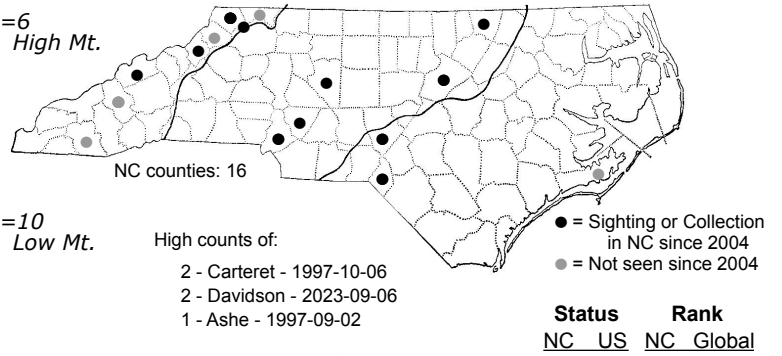 =6
High Mt.
NC counties: 16
=10
Low Mt.
High counts of:
2 - Carteret - 1997-10-06
2 - Davidson - 2023-09-06
1 - Ashe - 1997-09-02
= Sighting or Collection
in NC since 2004
= Not seen since 2004
Status Rank
NC US NC Global